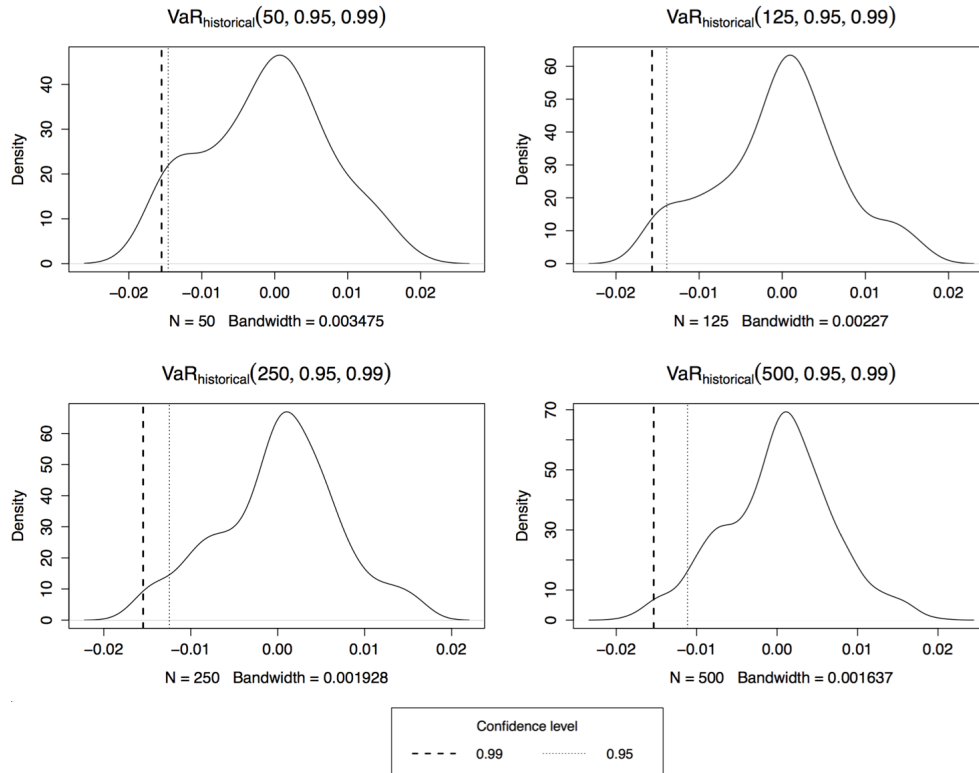 VaRhistorical(50, 0.95, 0.99)
Density
0 10 20 30 40
−0.02 −0.01 0.00 0.01 0.02
N = 50 Bandwidth = 0.003475
VaRhistorical(125, 0.95, 0.99)
Density
0 10 20 30 40 50 60
−0.02 −0.01 0.00 0.01 0.02
N = 125 Bandwidth = 0.00227
VaRhistorical(250, 0.95, 0.99)
Density
0 10 20 30 40 50 60
−0.02 −0.01 0.00 0.01 0.02
N = 250 Bandwidth = 0.001928
VaRhistorical(500, 0.95, 0.99)
Density
0 10 20 30 40 50 60 70
−0.02 −0.01 0.00 0.01 0.02
N = 500 Bandwidth = 0.001637
Confidence level
0.99 0.95